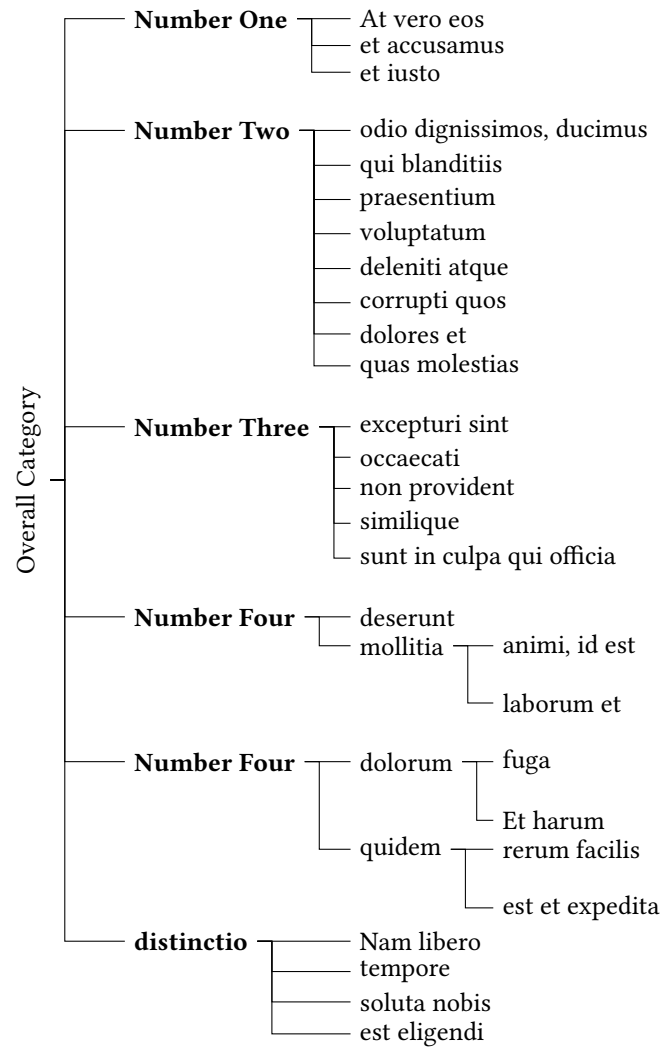 Overall Category
Number One
At vero eos
et accusamus
et iusto
Number Two
odio dignissimos, ducimus
qui blanditiis
praesentium
voluptatum
deleniti atque
corrupti quos
dolores et
quas molestias
Number Three
excepturi sint
occaecati
non provident
similique
sunt in culpa qui officia
Number Four
deserunt
mollitia
animi, id est
laborum et
Number Four
dolorum
fuga
Et harum
quidem
rerum facilis
est et expedita
distinctio
Nam libero
tempore
soluta nobis
est eligendi